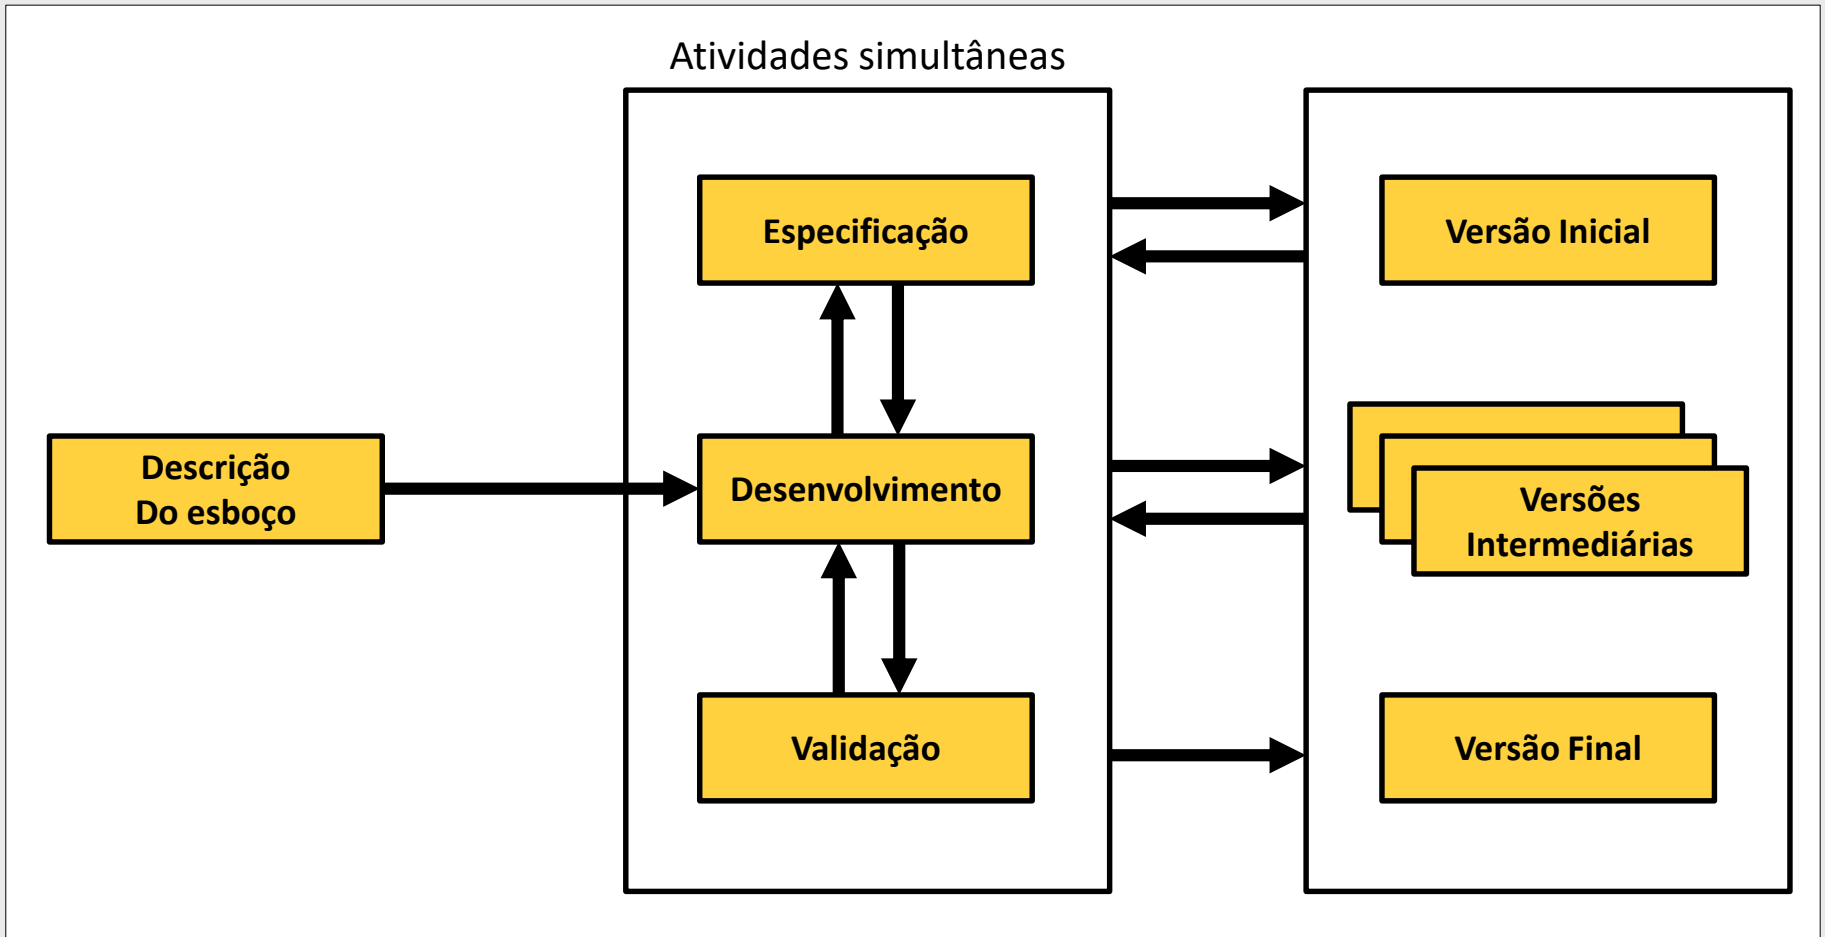 Atividades simultâneas
Especificação
Versão Inicial
Descrição
Do esboço
Desenvolvimento
Versões
Intermediárias
Validação
Versão Final